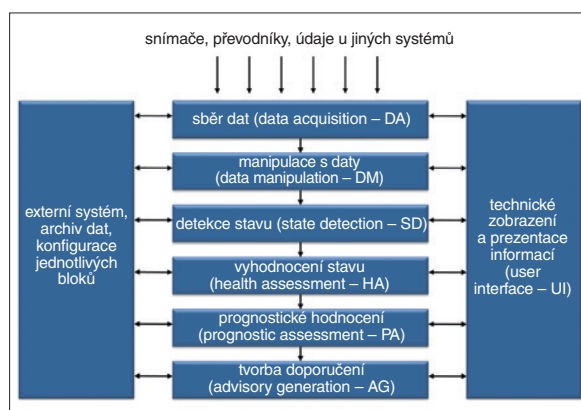 snímače, převodníky, údaje u jiných systémů
sběr dat (data acquisition – DA)
manipulace s daty
(data manipulation – DM)
detekce stavu (state detection – SD)
vyhodnocení stavu
(health assessment – HA)
prognostické hodnocení
(prognostic assessment – PA)
tvorba doporučení
(advisory generation – AG)
externí systém,
archiv dat,
konfigurace
jednotlivých
bloků
technické
zobrazení
a prezentace
informací
(user
interface – UI)